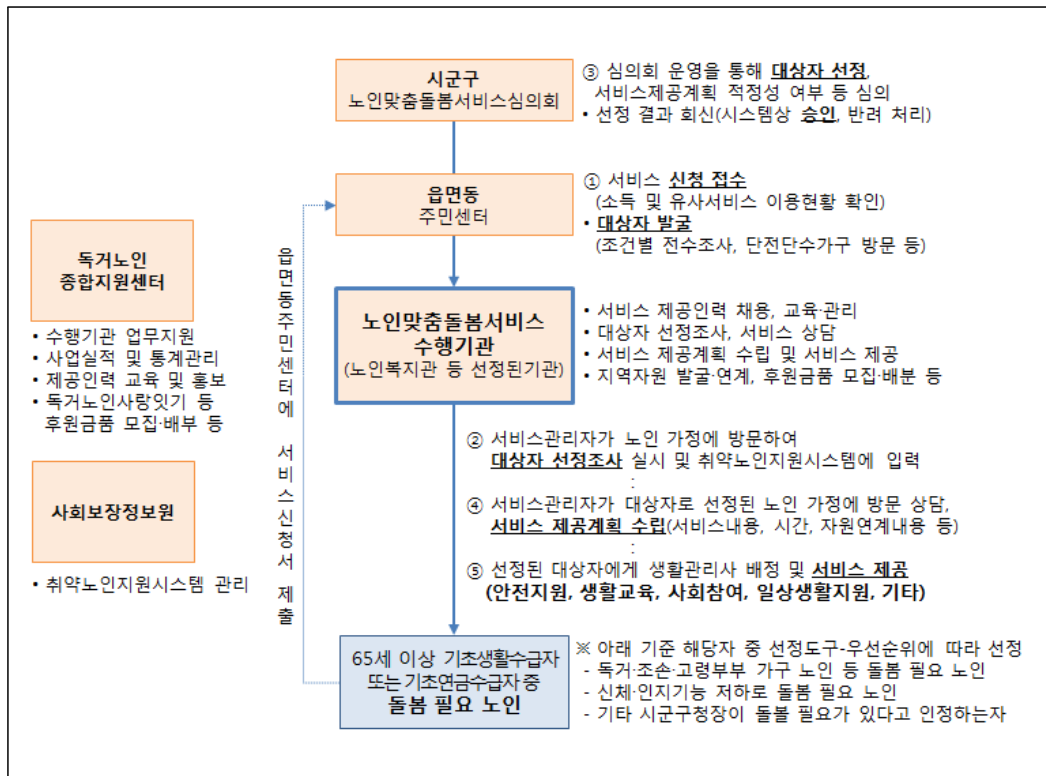 시군구
노인맞춤돌봄서비스심의회
③ 심의회 운영을 통해 대상자 선정,
서비스제공계획 적정성 여부 등 심의
• 선정 결과 회신(시스템상 승인, 반려 처리)
읍면동
주민센터
① 서비스 신청 접수
(소득 및 유사서비스 이용현황 확인)
• 대상자 발굴
(조건별 전수조사, 단전단수가구 방문 등)
독거노인
종합지원센터
• 수행기관 업무지원
• 사업실적 및 통계관리
• 제공인력 교육 및 홍보
• 독거노인사랑잇기 등
후원금품 모집·배부 등
사회보장정보원
• 취약노인지원시스템 관리
읍면동주민센터에 서비스신청서 제출
노인맞춤돌봄서비스
수행기관
(노인복지관 등 선정된기관)
• 서비스 제공인력 채용, 교육·관리
• 대상자 선정조사, 서비스 상담
• 서비스 제공계획 수립 및 서비스 제공
• 지역자원 발굴·연계, 후원금품 모집·배분 등
② 서비스관리자가 노인 가정에 방문하여
대상자 선정조사 실시 및 취약노인지원시스템에 입력
:
④ 서비스관리자가 대상자로 선정된 노인 가정에 방문 상담,
서비스 제공계획 수립(서비스내용, 시간, 자원연계내용 등)
:
⑤ 선정된 대상자에게 생활관리사 배정 및 서비스 제공
(안전지원, 생활교육, 사회참여, 일상생활지원, 기타)
65세 이상 기초생활수급자
또는 기초연금수급자 중
돌봄 필요 노인
※ 아래 기준 해당자 중 선정도구-우선순위에 따라 선정
- 독거·조손·고령부부 가구 노인 등 돌봄 필요 노인
- 신체·인지기능 저하로 돌봄 필요 노인
- 기타 시군구청장이 돌볼 필요가 있다고 인정하는자